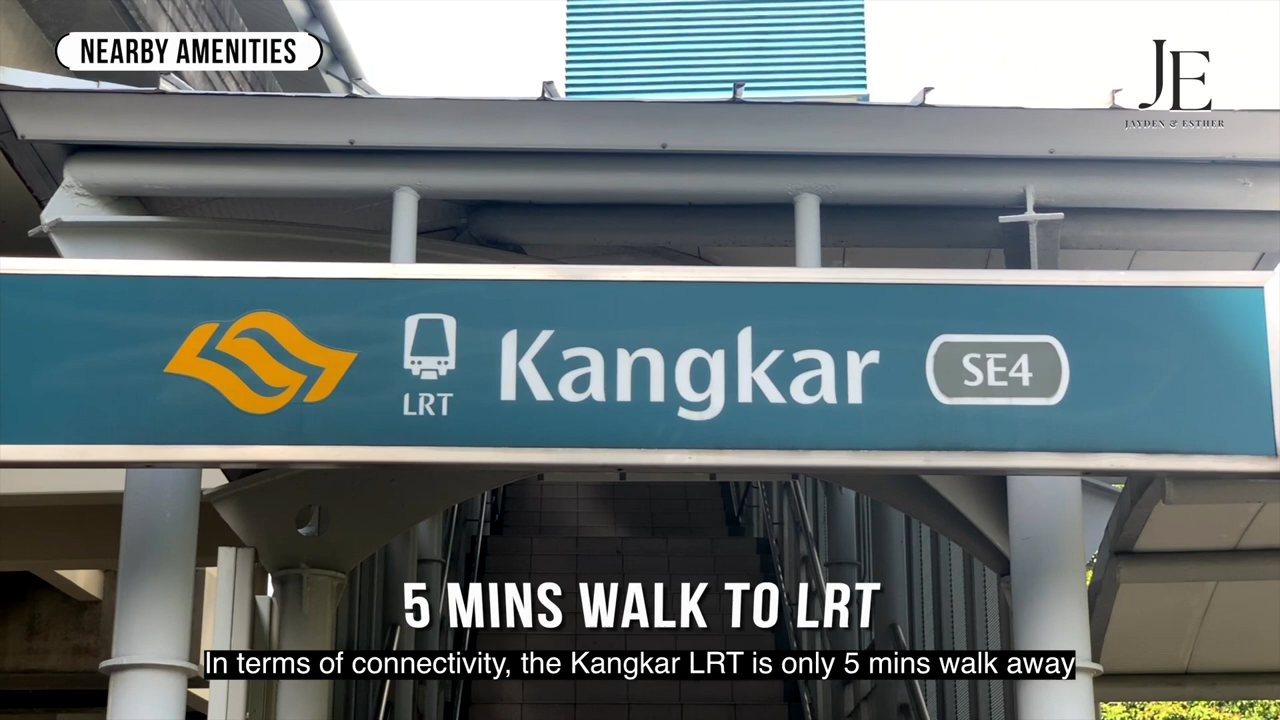 NEARBY AMENITIES
JE
JAYDEN & ESTHER
LRT
Kangkar
SE4
5 MINS WALK TO LRT
In terms of connectivity, the Kangkar LRT is only 5 mins walk away